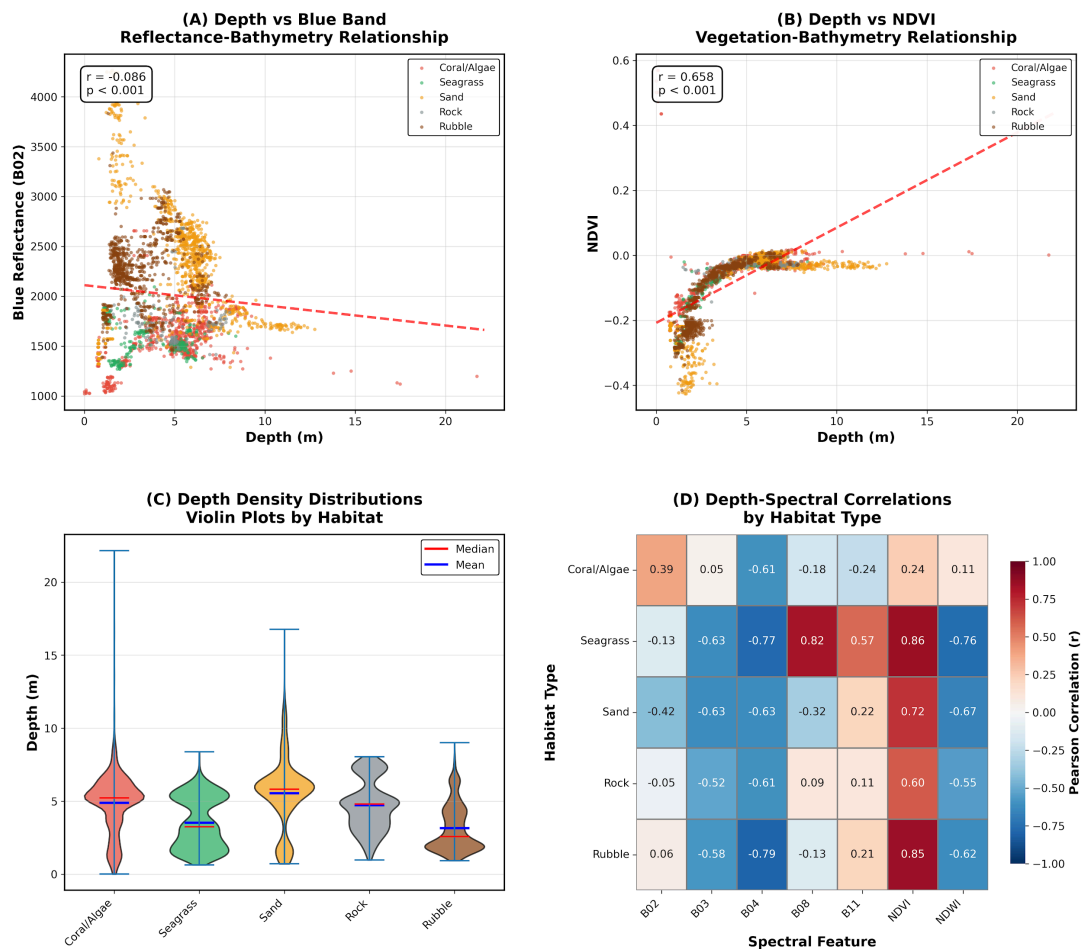 (A) Depth vs Blue Band
Reflectance-Bathymetry Relationship
r = -0.086
p < 0.001
Coral/Algae
Seagrass
Sand
Rock
Rubble
4000
3500
3000
2500
2000
1500
1000
Blue Reflectance (B02)
0
5
10
15
20
Depth (m)
(B) Depth vs NDVI
Vegetation-Bathymetry Relationship
r = 0.658
p < 0.001
Coral/Algae
Seagrass
Sand
Rock
Rubble
0.6
0.4
0.2
0.0
−0.2
−0.4
NDVI
0
5
10
15
20
Depth (m)
(C) Depth Density Distributions
Violin Plots by Habitat
Median
Mean
20
15
10
5
0
Depth (m)
Coral/Algae
Seagrass
Sand
Rock
Rubble
(D) Depth-Spectral Correlations
by Habitat Type
Habitat Type
Coral/Algae 0.39 0.05 -0.61 -0.18 -0.24 0.24 0.11
Seagrass -0.13 -0.63 -0.77 0.82 0.57 0.86 -0.76
Sand -0.42 -0.63 -0.63 -0.32 0.22 0.72 -0.67
Rock -0.05 -0.52 -0.61 0.09 0.11 0.60 -0.55
Rubble 0.06 -0.58 -0.79 -0.13 0.21 0.85 -0.62
B02 B03 B04 B08 B11 NDVI NDWI
Spectral Feature
1.00
0.75
0.50
0.25
0.00
−0.25
−0.50
−0.75
−1.00
Pearson Correlation (r)